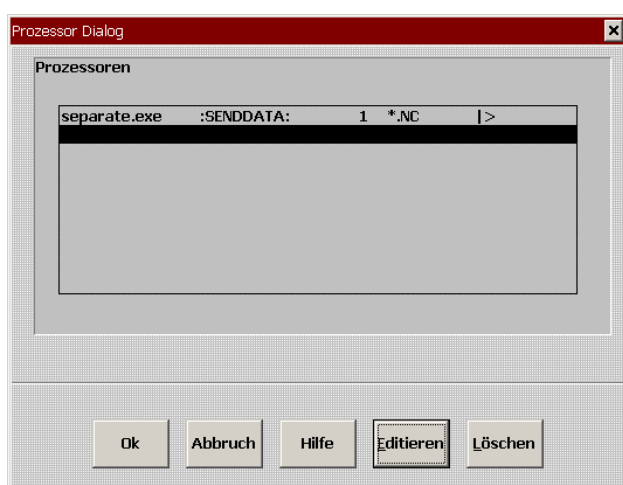 Prozessor Dialog
Prozessoren
separate.exe :SENDDATA: 1 *.NC |>
Ok Abbruch Hilfe Editieren Löschen